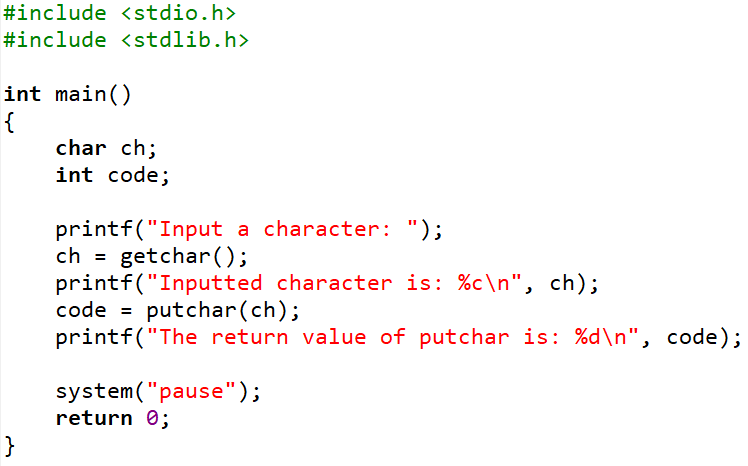 #include <stdio.h>
#include <stdlib.h>

int main()
{
    char ch;
    int code;

    printf("Input a character: ");
    ch = getchar();
    printf("Inputted character is: %c\n", ch);
    code = putchar(ch);
    printf("The return value of putchar is: %d\n", code);

    system("pause");
    return 0;
}